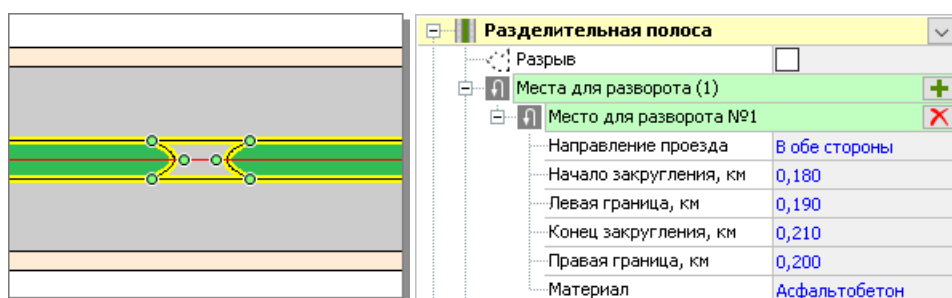 Разделительная полоса
Разрыв
Места для разворота (1)
Место для разворота №1
Направление проезда В обе стороны
Начало закругления, км 0,180
Левая граница, км 0,190
Конец закругления, км 0,210
Правая граница, км 0,200
Материал Асфальтобетон